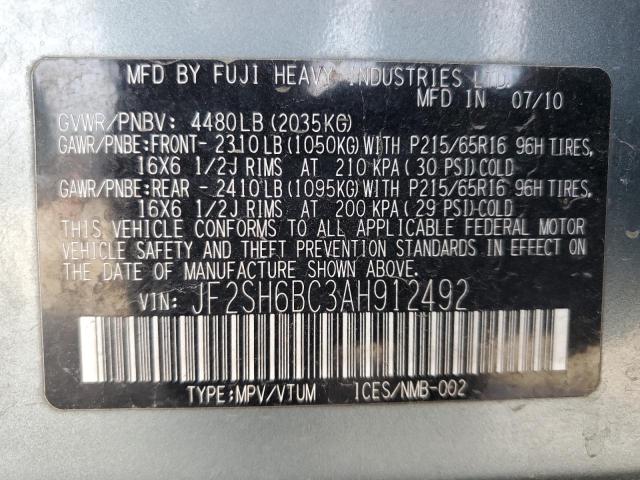 MFD BY FUJI HEAVY INDUSTRIES LTD.
MFD IN 07/10
GVWR/PNBV: 4480LB(2035KG)
GAWR/PNBE:FRONT- 2310LB(1050KG)WITH P215/65R16 96H TIRES,
16X6 1/2J RIMS AT 210 KPA(30 PSI)COLD
GAWR/PNBE:REAR - 2410LB(1095KG)WITH P215/65R16 96H TIRES,
16X6 1/2J RIMS AT 200 KPA(29 PSI)COLD
THIS VEHICLE CONFORMS TO ALL APPLICABLE FEDERAL MOTOR
VEHICLE SAFETY AND THEFT PREVENTION STANDARDS IN EFFECT ON
THE DATE OF MANUFACTURE SHOWN ABOVE.
VIN: JF2SH6BC3AH912492
TYPE:MPV/VTUM ICES/NMB-002